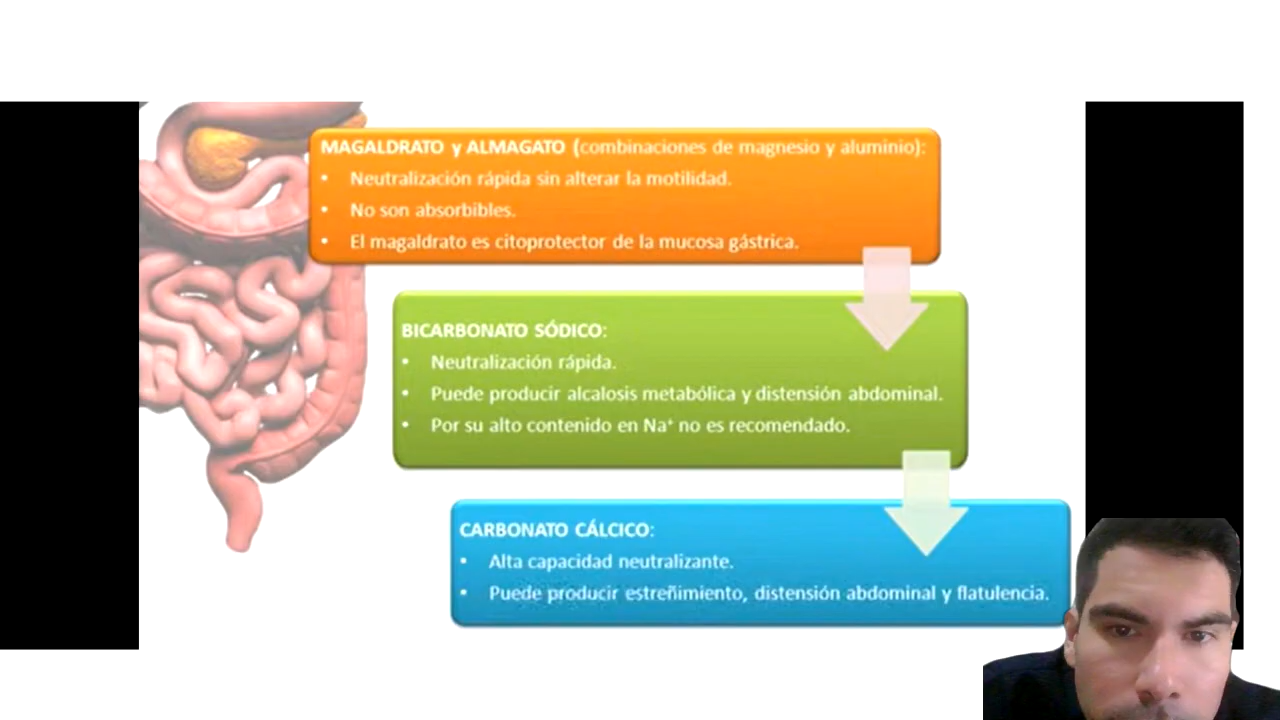 MAGALDRATO y ALMAGATO (combinaciones de magnesio y aluminio):
• Neutralización rápida sin alterar la motilidad.
• No son absorbibles.
• El magaldrato es citoprotector de la mucosa gástrica.
BICARBONATO SÓDICO:
• Neutralización rápida.
• Puede producir alcalosis metabólica y distensión abdominal.
• Por su alto contenido en Na⁺ no es recomendado.
CARBONATO CÁLCICO:
• Alta capacidad neutralizante.
• Puede producir estreñimiento, distensión abdominal y flatulencia.